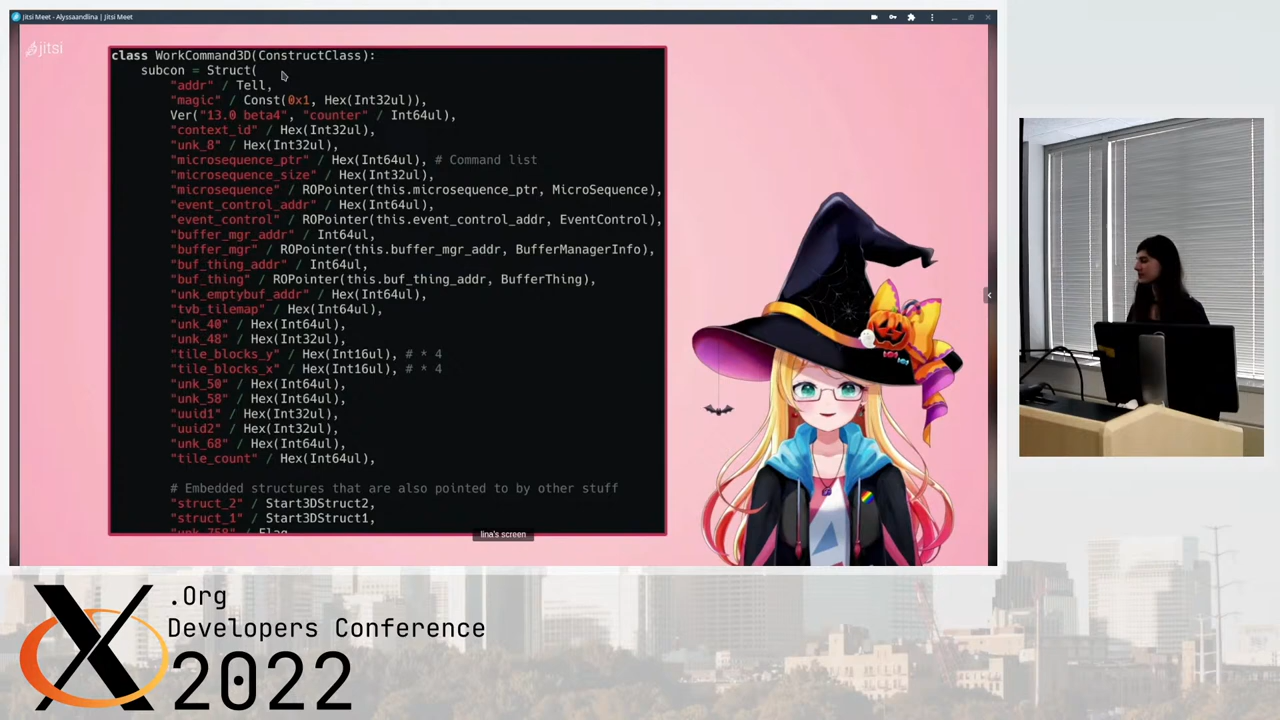 Jitsi Meet - Alyssaandlina | Jitsi Meet
jitsi
class WorkCommand3D(ConstructClass):
    subcon = Struct(
        "addr" / Tell,
        "magic" / Const(0x1, Hex(Int32ul)),
        Ver("13.0 beta4", "counter" / Int64ul),
        "context_id" / Hex(Int32ul),
        "unk_8" / Hex(Int32ul),
        "microsequence_ptr" / Hex(Int64ul), # Command list
        "microsequence_size" / Hex(Int32ul),
        "microsequence" / ROPointer(this.microsequence_ptr, MicroSequence),
        "event_control_addr" / Hex(Int64ul),
        "event_control" / ROPointer(this.event_control_addr, EventControl),
        "buffer_mgr_addr" / Int64ul,
        "buffer_mgr" / ROPointer(this.buffer_mgr_addr, BufferManagerInfo),
        "buf_thing_addr" / Int64ul,
        "buf_thing" / ROPointer(this.buf_thing_addr, BufferThing),
        "unk_emptybuf_addr" / Hex(Int64ul),
        "tvb_tilemap" / Hex(Int64ul),
        "unk_40" / Hex(Int64ul),
        "unk_48" / Hex(Int32ul),
        "tile_blocks_y" / Hex(Int16ul), # * 4
        "tile_blocks_x" / Hex(Int16ul), # * 4
        "unk_50" / Hex(Int64ul),
        "unk_58" / Hex(Int64ul),
        "uuid1" / Hex(Int32ul),
        "uuid2" / Hex(Int32ul),
        "unk_68" / Hex(Int64ul),
        "tile_count" / Hex(Int64ul),
        # Embedded structures that are also pointed to by other stuff
        "struct_2" / Start3DStruct2,
        "struct_1" / Start3DStruct1,
        "unk_758" / Flag
lina's screen
X
.Org
Developers Conference
2022